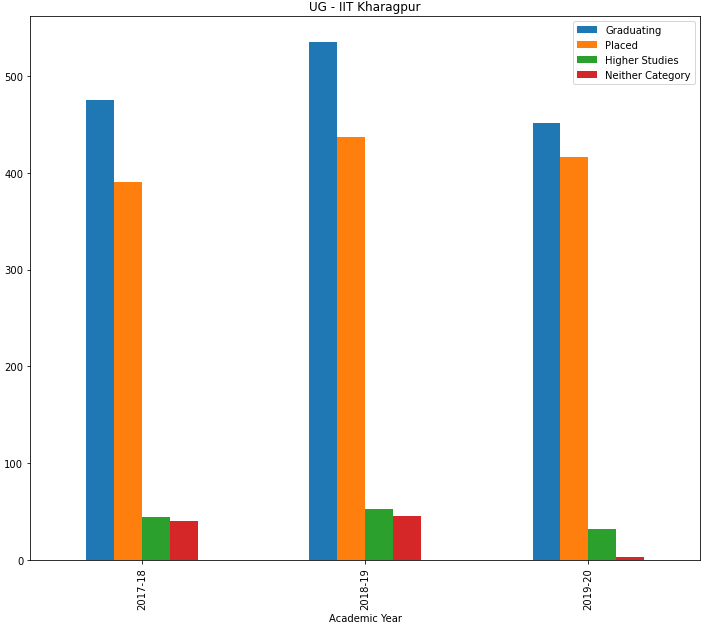 UG - IIT Kharagpur
Graduating
Placed
Higher Studies
Neither Category
500
400
300
200
100
0
2017-18
2018-19
2019-20
Academic Year